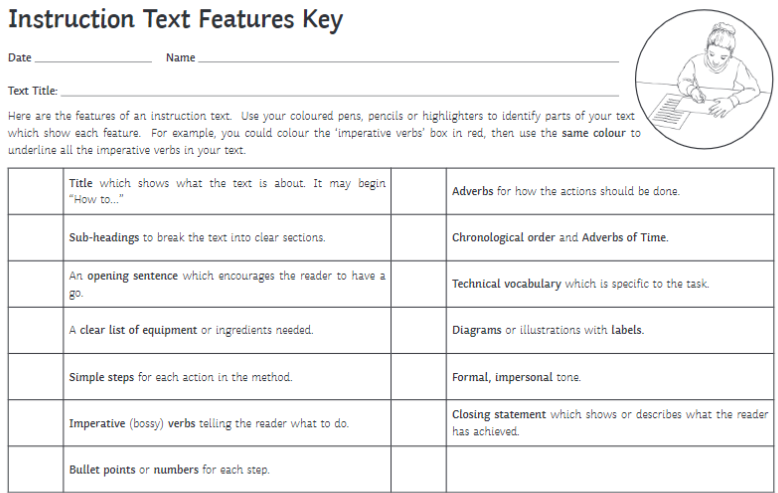 Instruction Text Features Key
Date Name
Text Title:
Here are the features of an instruction text. Use your coloured pens, pencils or highlighters to identify parts of your text
which show each feature. For example, you could colour the ‘imperative verbs’ box in red, then use the same colour to
underline all the imperative verbs in your text.
Title which shows what the text is about. It may begin
“How to...”
Adverbs for how the actions should be done.
Sub-headings to break the text into clear sections.
Chronological order and Adverbs of Time.
An opening sentence which encourages the reader to have a
go.
Technical vocabulary which is specific to the task.
A clear list of equipment or ingredients needed.
Diagrams or illustrations with labels.
Simple steps for each action in the method.
Formal, impersonal tone.
Imperative (bossy) verbs telling the reader what to do.
Closing statement which shows or describes what the reader
has achieved.
Bullet points or numbers for each step.